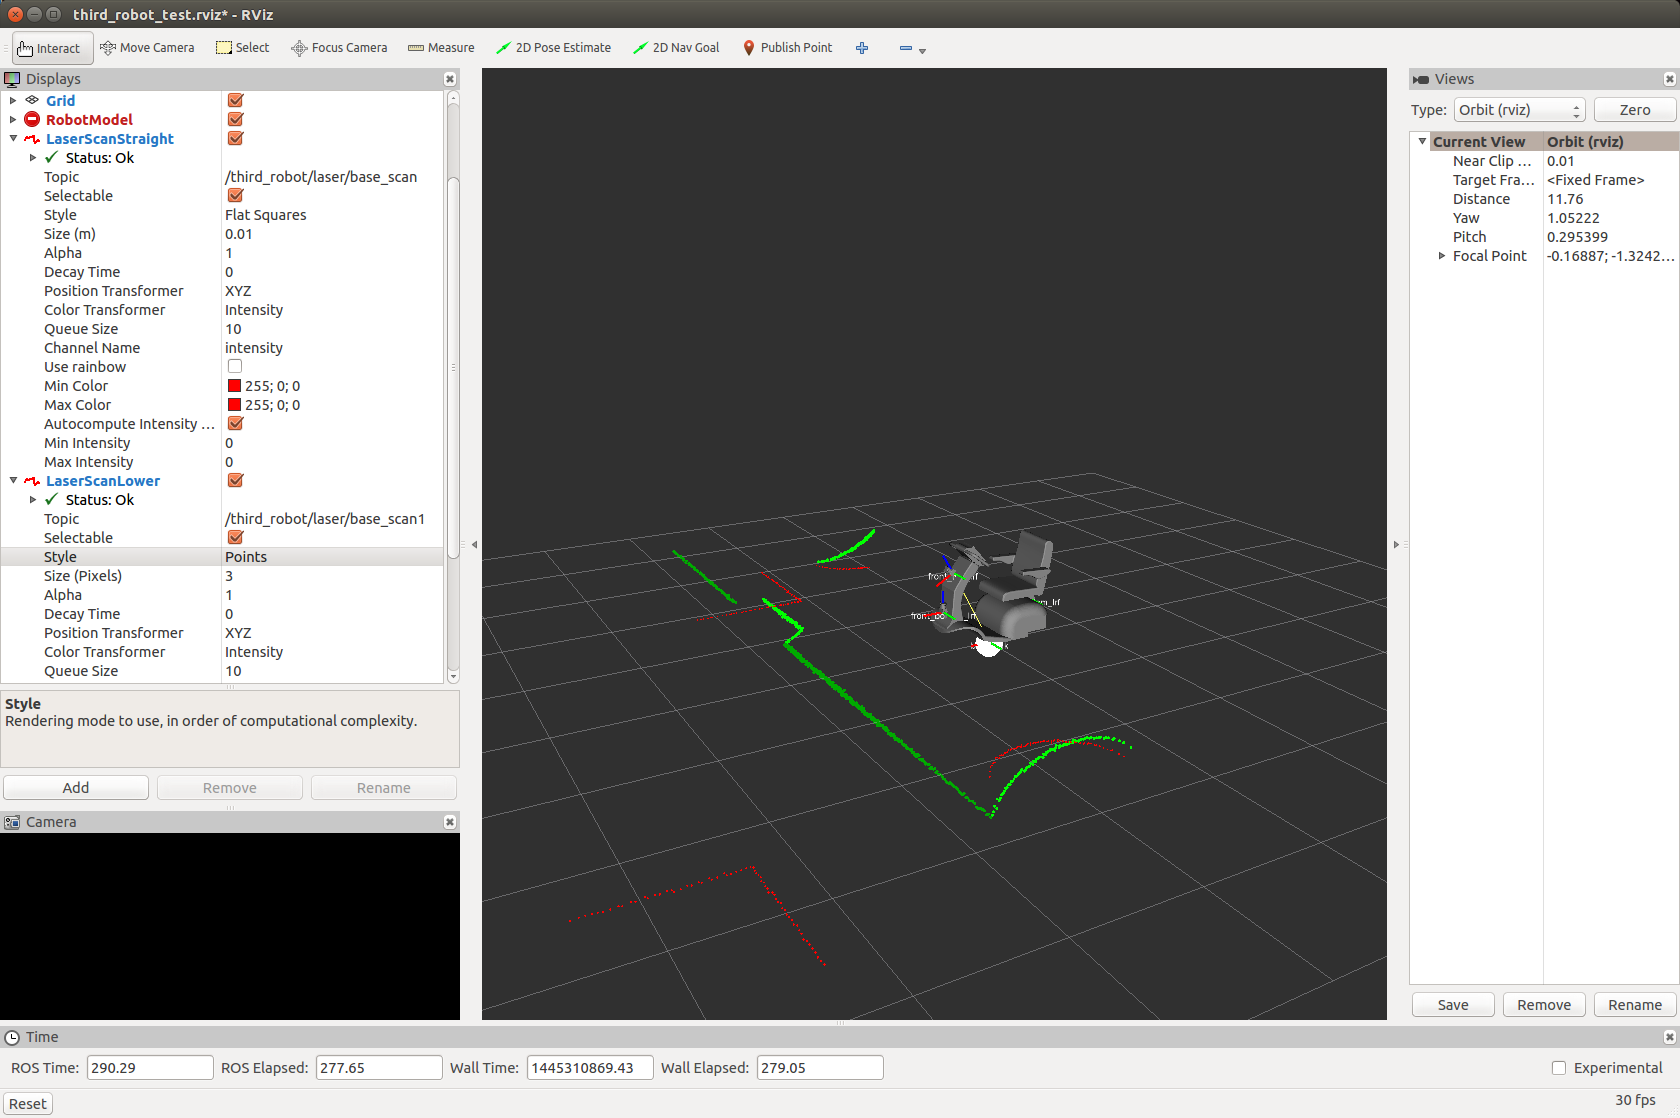 third_robot_test.rviz* - RViz
Interact Move Camera Select Focus Camera Measure 2D Pose Estimate 2D Nav Goal Publish Point
Displays
Grid
RobotModel
LaserScanStraight
Status: Ok
Topic /third_robot/laser/base_scan
Selectable
Style Flat Squares
Size (m) 0.01
Alpha 1
Decay Time 0
Position Transformer XYZ
Color Transformer Intensity
Queue Size 10
Channel Name intensity
Use rainbow
Min Color 255; 0; 0
Max Color 255; 0; 0
Autocompute Intensity ...
Min Intensity 0
Max Intensity 0
LaserScanLower
Status: Ok
Topic /third_robot/laser/base_scan1
Selectable
Style Points
Size (Pixels) 3
Alpha 1
Decay Time 0
Position Transformer XYZ
Color Transformer Intensity
Queue Size 10
Style
Rendering mode to use, in order of computational complexity.
Add Remove Rename
Camera
Views
Type: Orbit (rviz) Zero
Current View Orbit (rviz)
Near Clip ... 0.01
Target Fra... <Fixed Frame>
Distance 11.76
Yaw 1.05222
Pitch 0.295399
Focal Point -0.16887; -1.3242...
Save Remove Rename
Time
ROS Time: 290.29 ROS Elapsed: 277.65 Wall Time: 1445310869.43 Wall Elapsed: 279.05 Experimental
Reset 30 fps